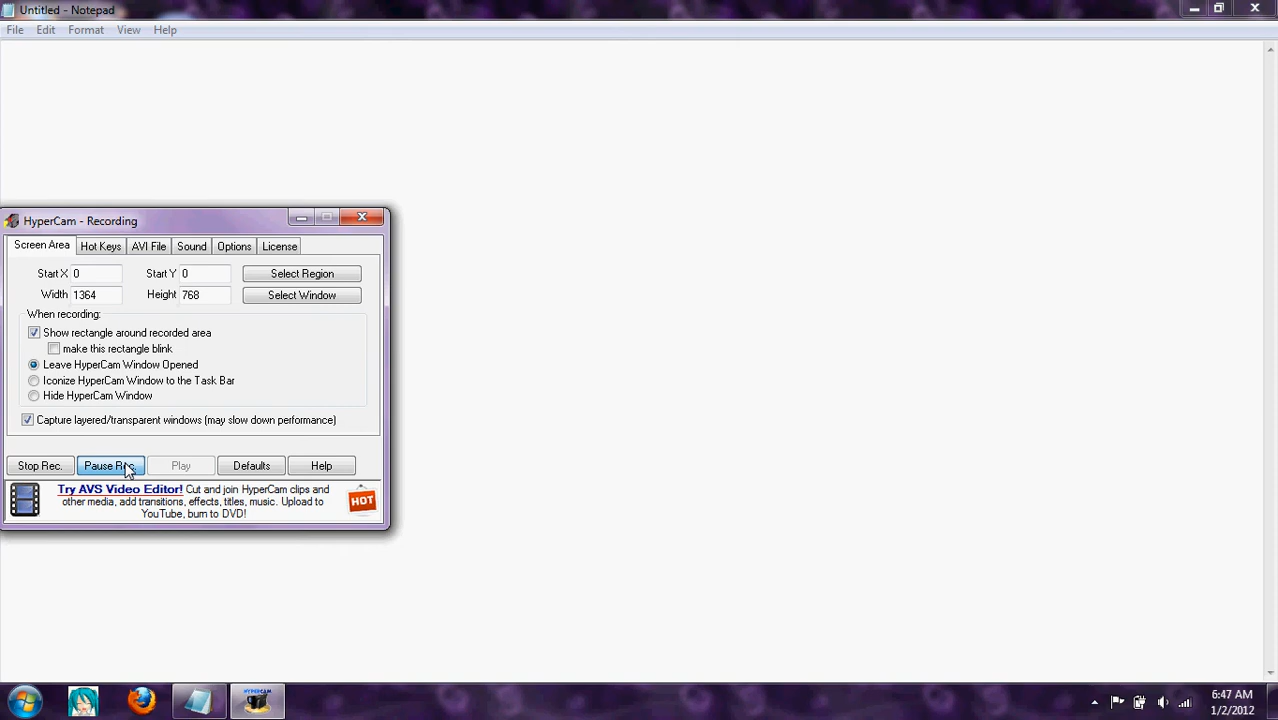 Untitled - Notepad
File Edit Format View Help
HyperCam - Recording
Screen Area Hot Keys AVI File Sound Options License
Start X 0 Start Y 0 Select Region
Width 1364 Height 768 Select Window
When recording:
Show rectangle around recorded area
make this rectangle blink
Leave HyperCam Window Opened
Iconize HyperCam Window to the Task Bar
Hide HyperCam Window
Capture layered/transparent windows (may slow down performance)
Stop Rec. Pause Rec. Play Defaults Help
Try AVS Video Editor! Cut and join HyperCam clips and
other media, add transitions, effects, titles, music. Upload to
YouTube, burn to DVD!
HOT
HYPERCAM
6:47 AM
1/2/2012